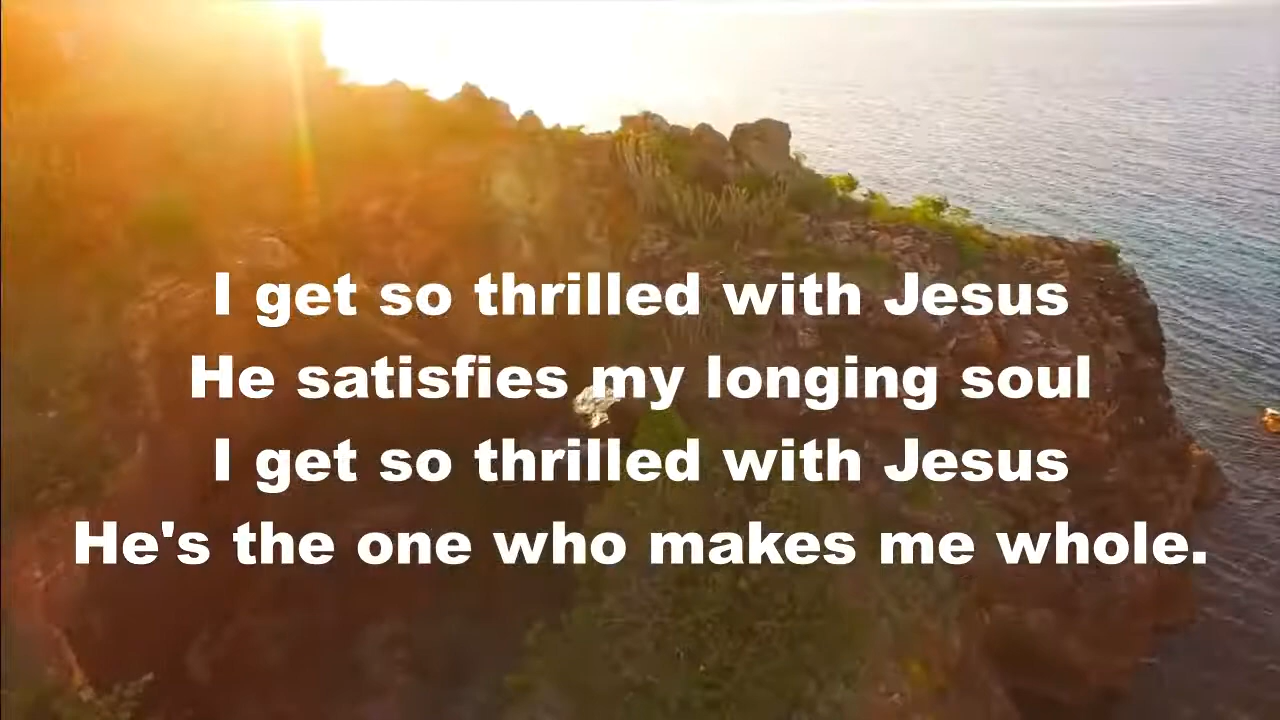 I get so thrilled with Jesus
He satisfies my longing soul
I get so thrilled with Jesus
He's the one who makes me whole.